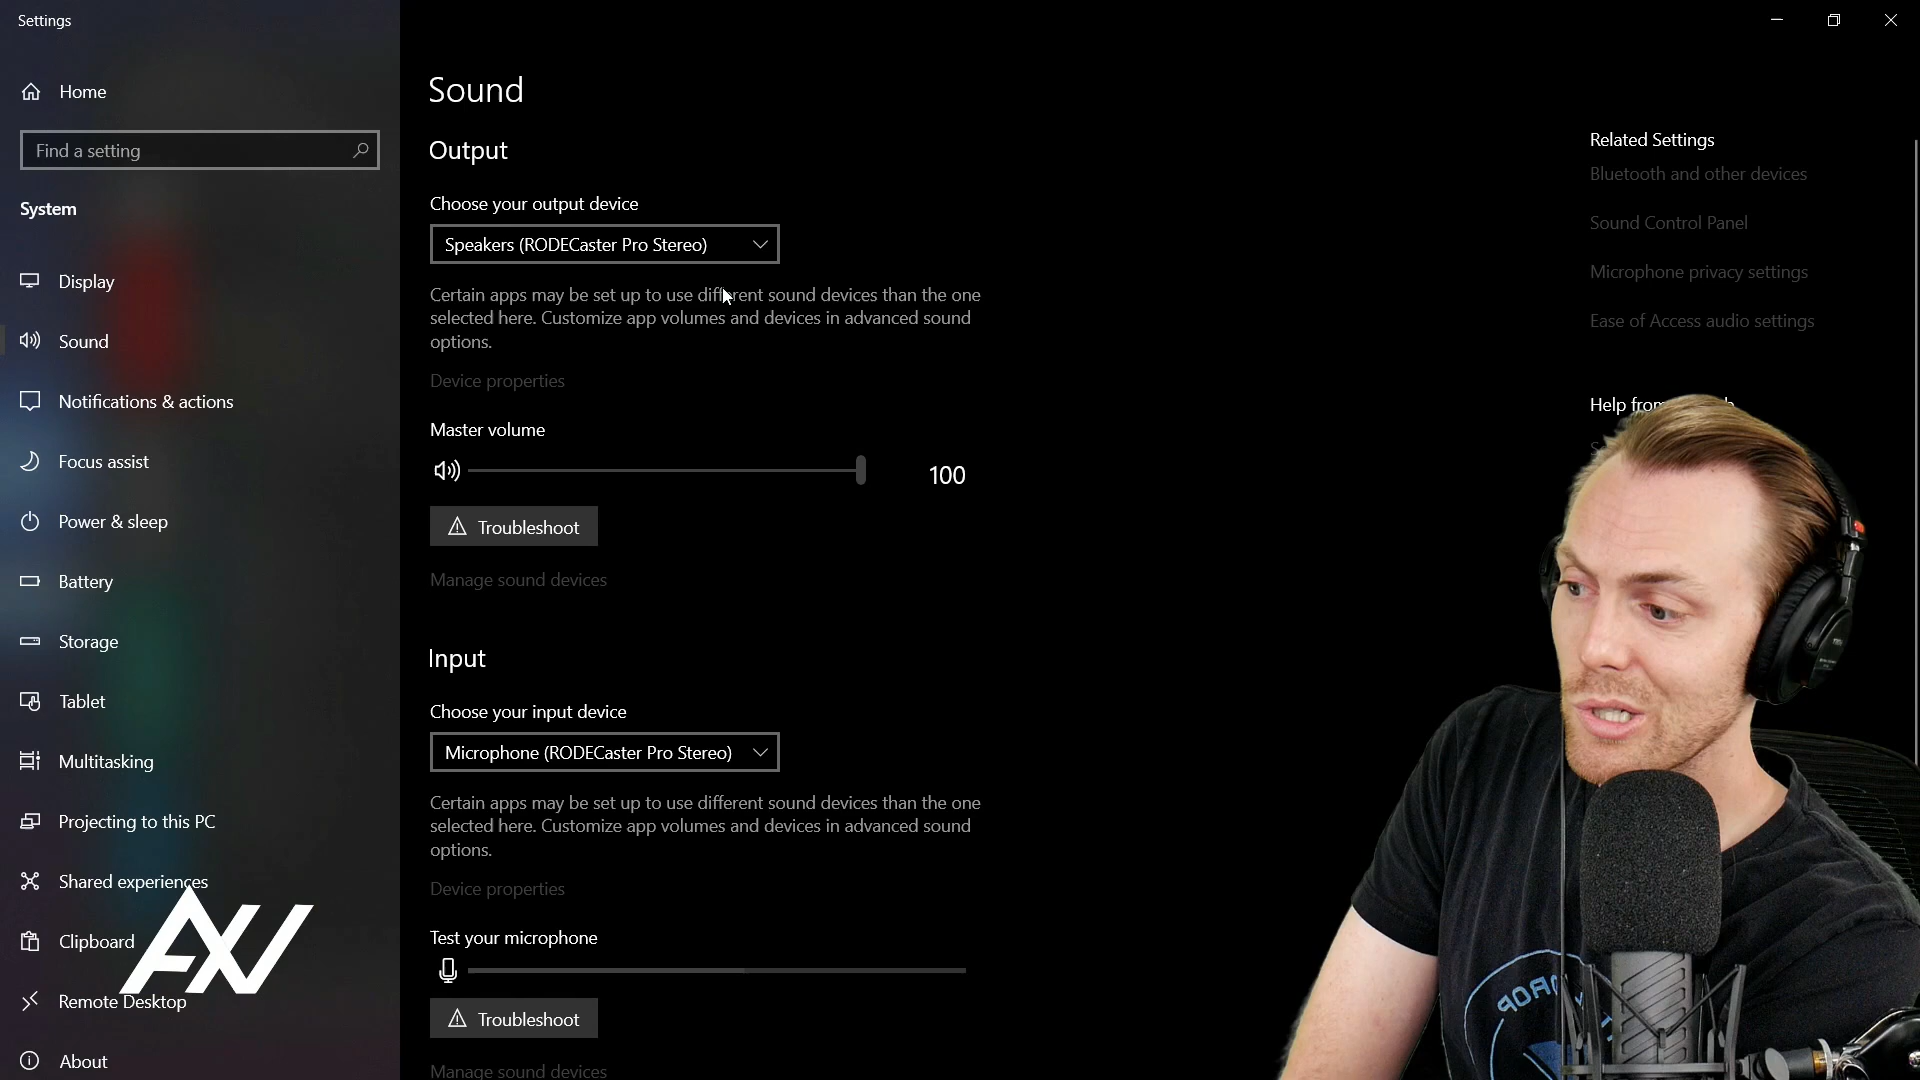 Settings
Home
Find a setting
System
Display
Sound
Notifications & actions
Focus assist
Power & sleep
Battery
Storage
Tablet
Multitasking
Projecting to this PC
Shared experiences
Clipboard
Remote Desktop
About
Sound
Output
Choose your output device
Speakers (RODECaster Pro Stereo)
Certain apps may be set up to use different sound devices than the one
selected here. Customize app volumes and devices in advanced sound
options.
Device properties
Master volume
100
Troubleshoot
Manage sound devices
Input
Choose your input device
Microphone (RODECaster Pro Stereo)
Certain apps may be set up to use different sound devices than the one
selected here. Customize app volumes and devices in advanced sound
options.
Device properties
Test your microphone
Troubleshoot
Manage sound devices
Related Settings
Bluetooth and other devices
Sound Control Panel
Microphone privacy settings
Ease of Access audio settings
Help from